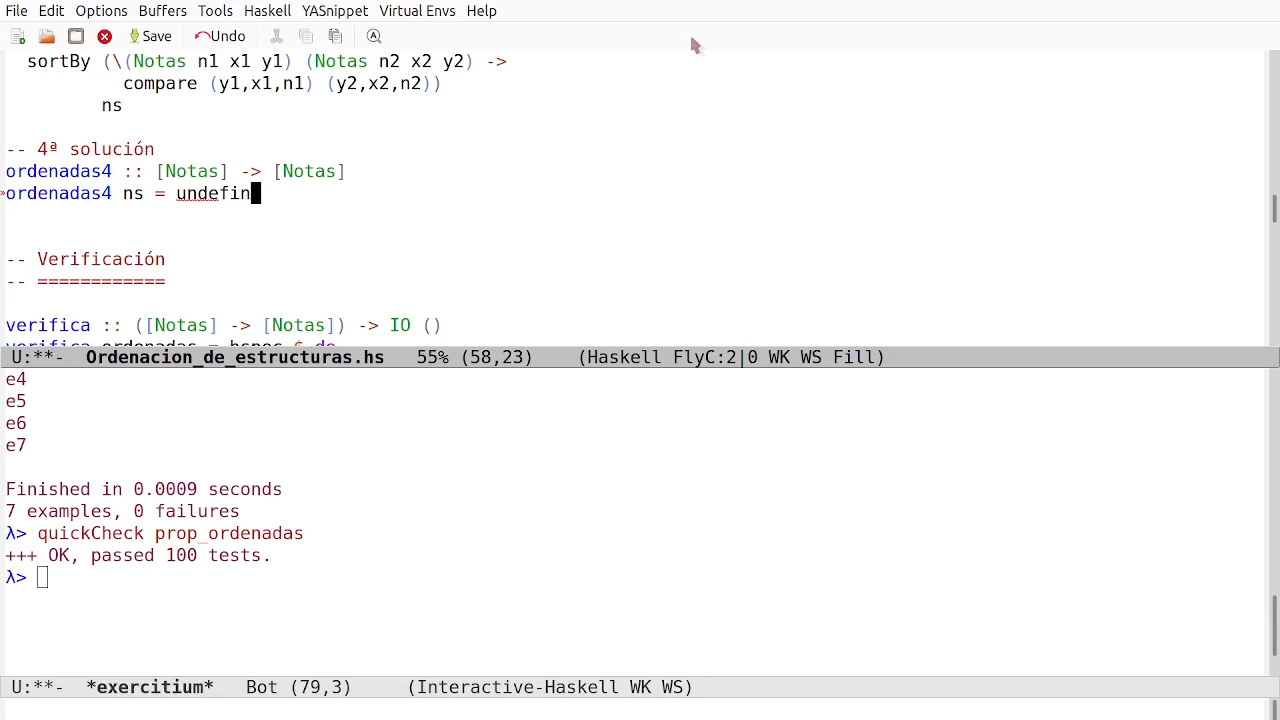 File Edit Options Buffers Tools Haskell YASnippet Virtual Envs Help
Save Undo
sortBy (\(Notas n1 x1 y1) (Notas n2 x2 y2) ->
compare (y1,x1,n1) (y2,x2,n2))
ns
-- 4ª solución
ordenadas4 :: [Notas] -> [Notas]
ordenadas4 ns = undefin
-- Verificación
-- ============
verifica :: ([Notas] -> [Notas]) -> IO ()
verifica ordenadas = hspec $ do
U:**- Ordenacion_de_estructuras.hs 55% (58,23) (Haskell FlyC:2|0 WK WS Fill)
e4
e5
e6
e7
Finished in 0.0009 seconds
7 examples, 0 failures
λ> quickCheck prop_ordenadas
+++ OK, passed 100 tests.
λ>
U:**- *exercitium* Bot (79,3) (Interactive-Haskell WK WS)